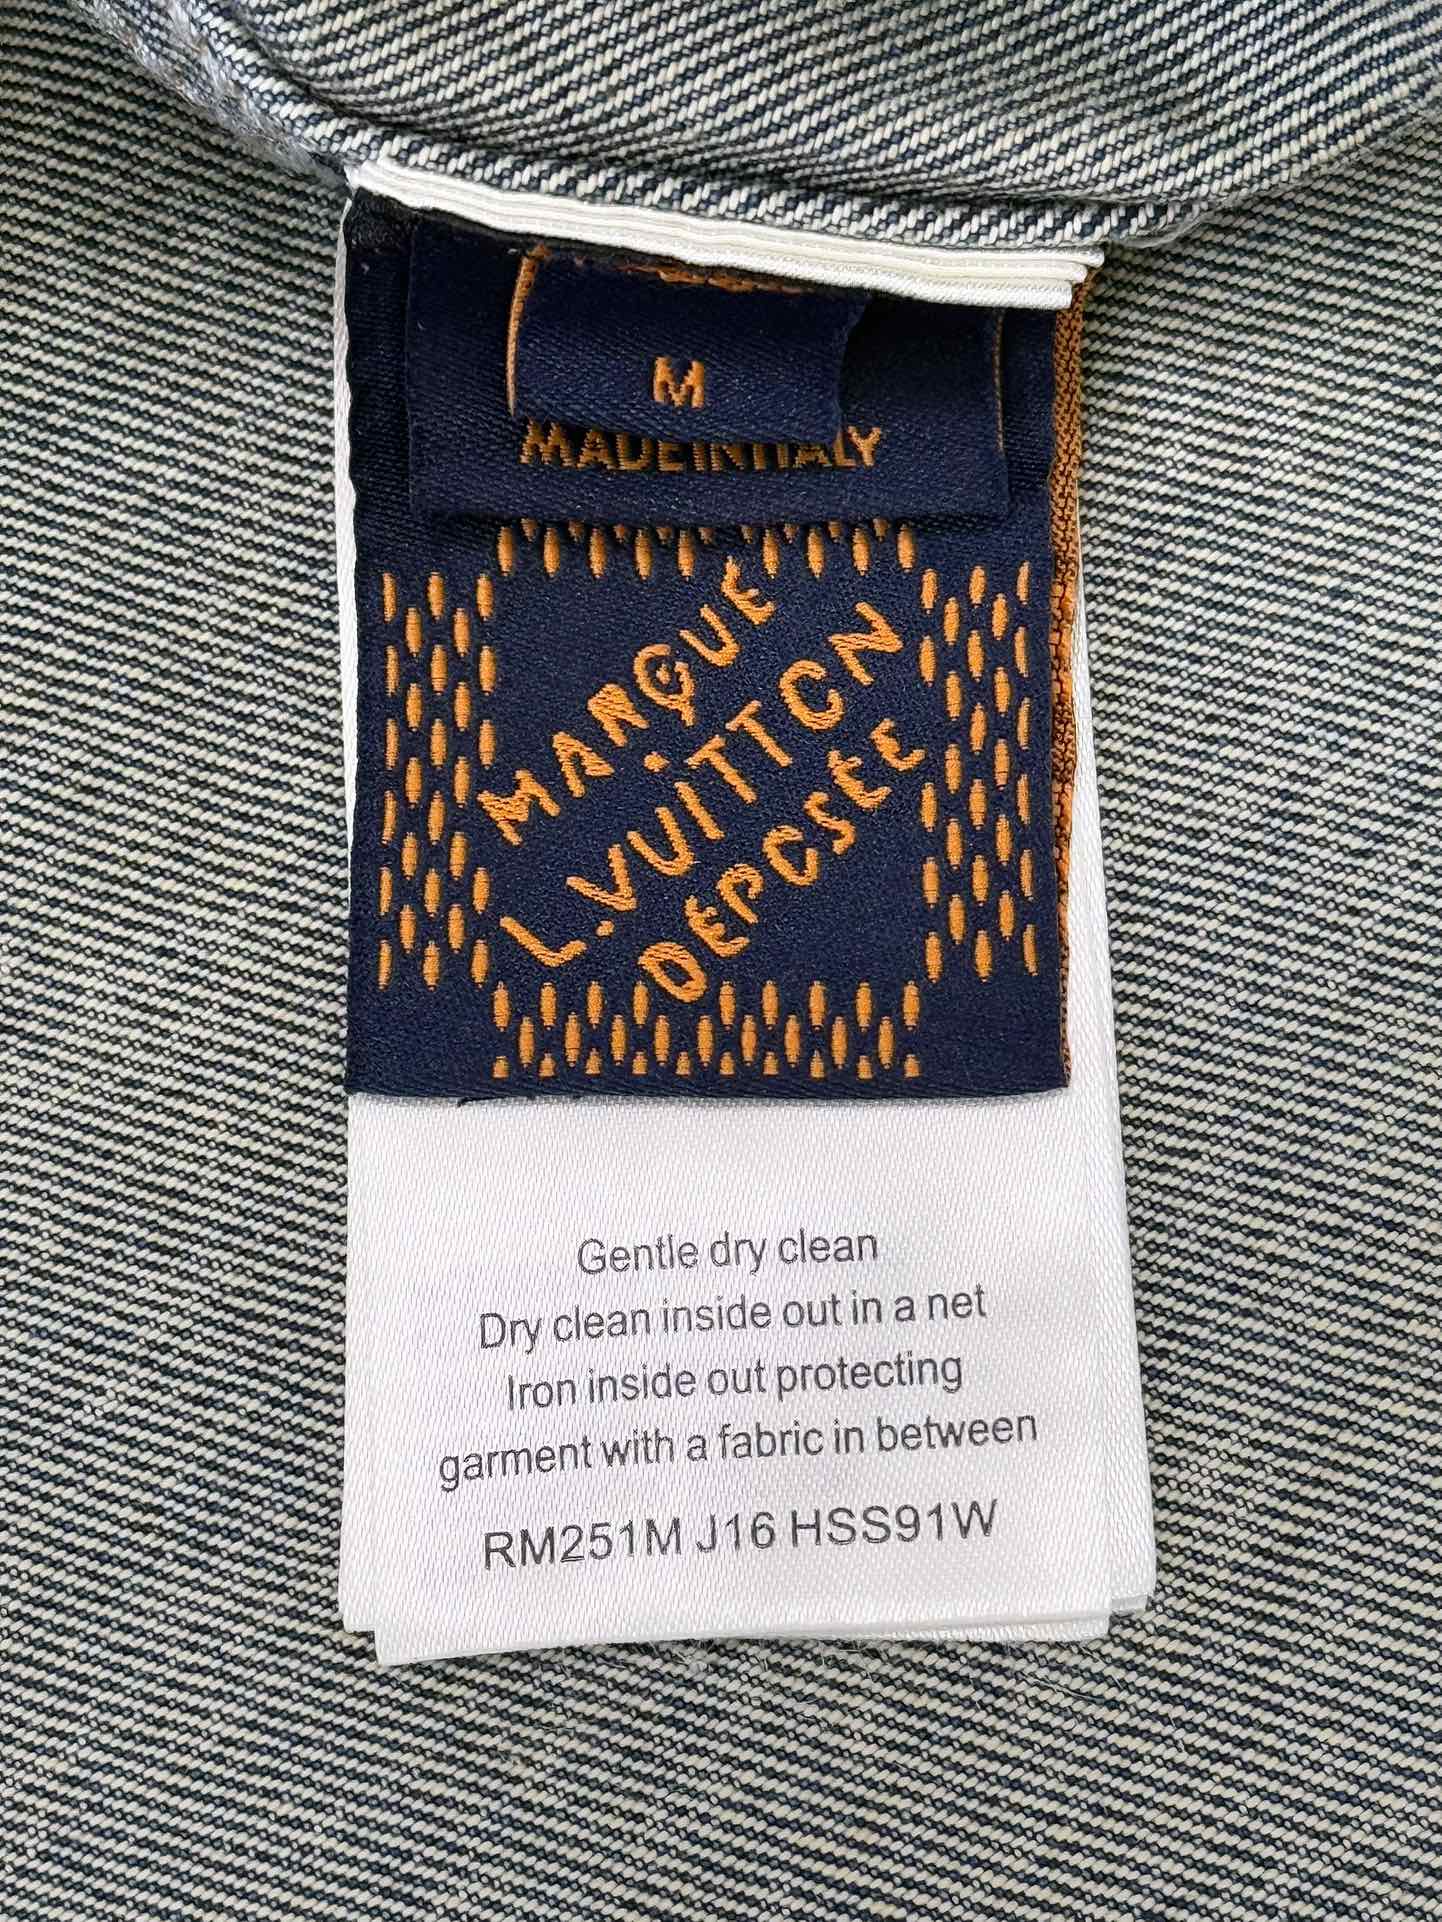 M
MADE IN ITALY
MARQUE
L.VUiTTON
DÉPOSÉE
Gentle dry clean
Dry clean inside out in a net
Iron inside out protecting
garment with a fabric in between
RM251M J16 HSS91W